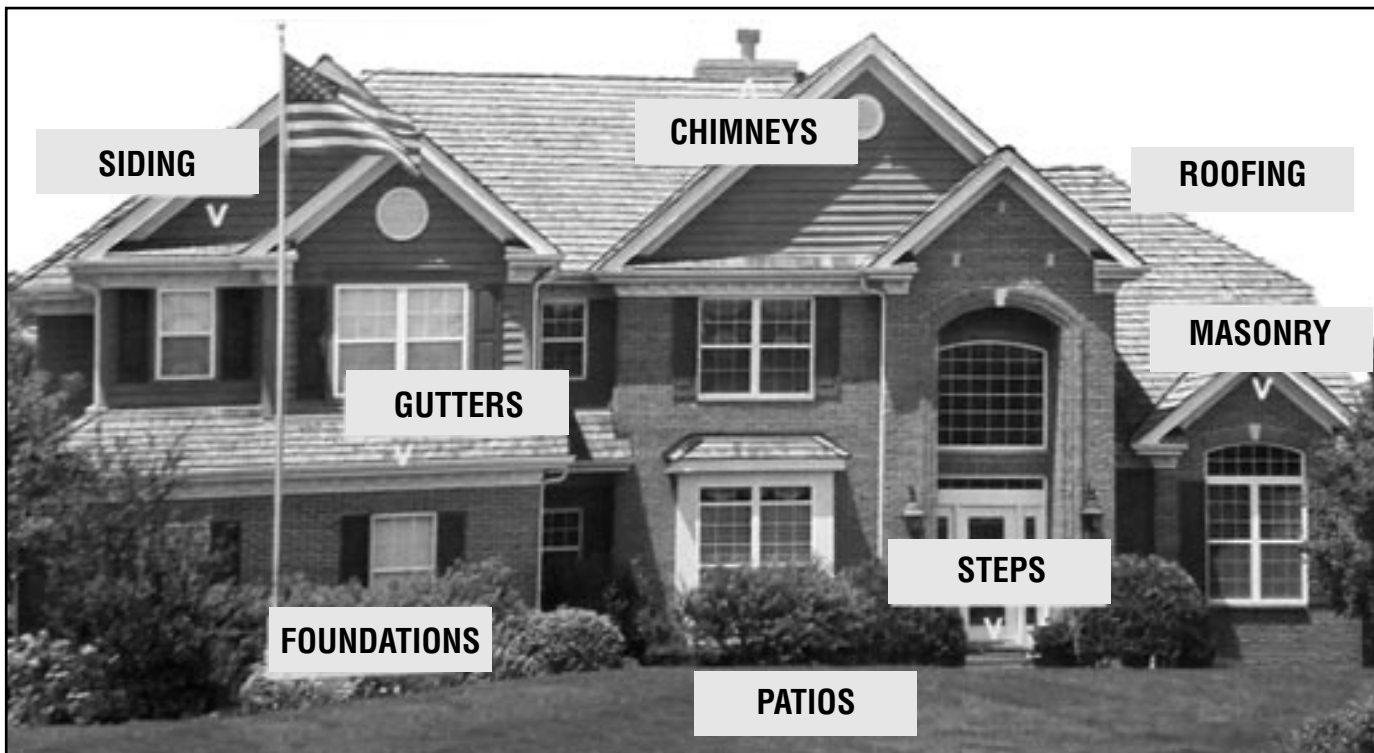 CHIMNEYS
SIDING
ROOFING
MASONRY
GUTTERS
STEPS
FOUNDATIONS
PATIOS